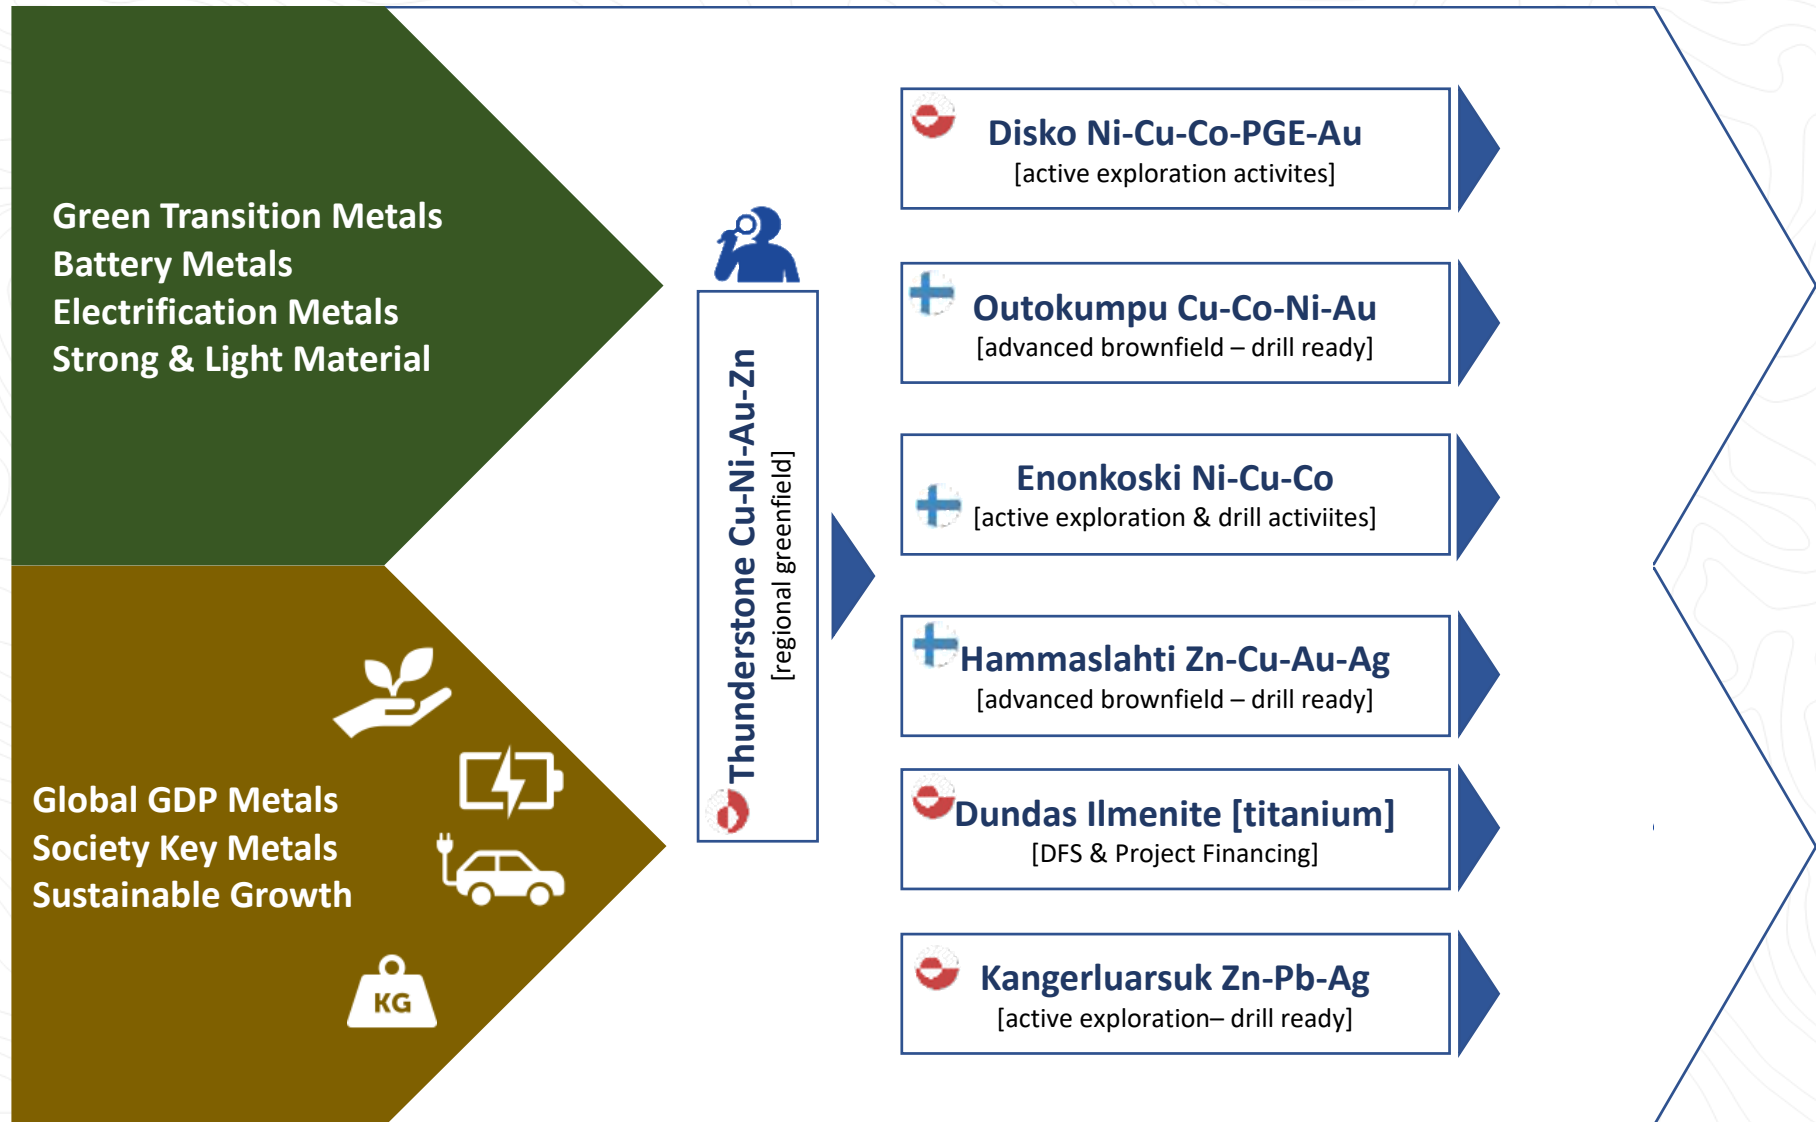 Green Transition Metals
Battery Metals
Electrification Metals
Strong & Light Material
Global GDP Metals
Society Key Metals
Sustainable Growth
KG
Thunderstone Cu-Ni-Au-Zn
[regional greenfield]
Disko Ni-Cu-Co-PGE-Au
[active exploration activites]
Outokumpu Cu-Co-Ni-Au
[advanced brownfield – drill ready]
Enonkoski Ni-Cu-Co
[active exploration & drill activiites]
Hammaslahti Zn-Cu-Au-Ag
[advanced brownfield – drill ready]
Dundas Ilmenite [titanium]
[DFS & Project Financing]
Kangerluarsuk Zn-Pb-Ag
[active exploration– drill ready]